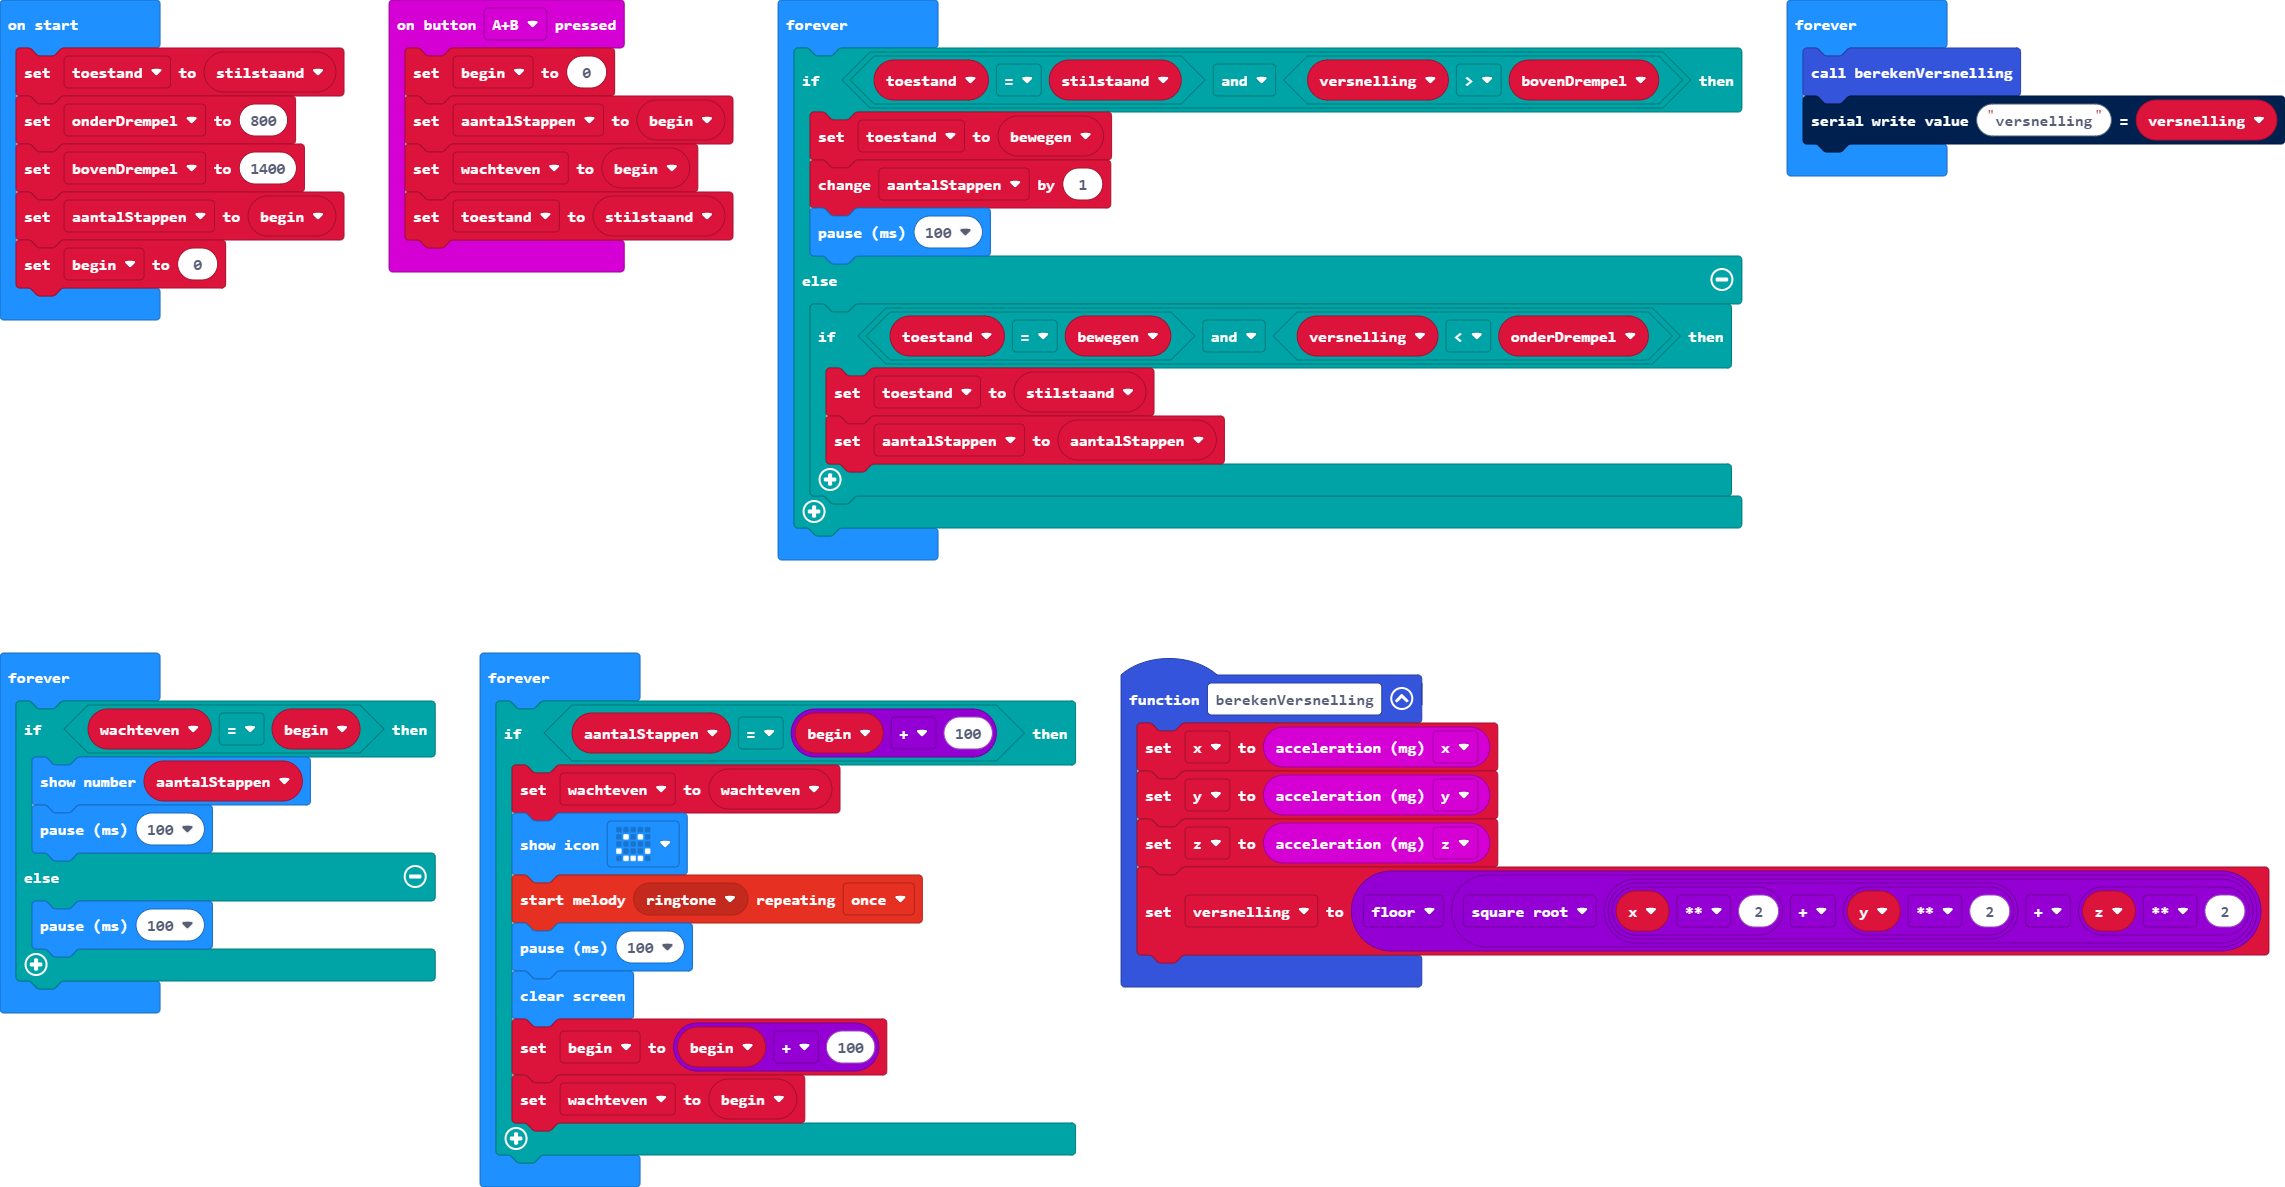 on start
set toestand to stilstaand
set onderDrempel to 800
set bovenDrempel to 1400
set aantalStappen to begin
set begin to 0
on button A+B pressed
set begin to 0
set aantalStappen to begin
set wachteven to begin
set toestand to stilstaand
forever
if toestand = stilstaand and versnelling > bovenDrempel then
set toestand to bewegen
change aantalStappen by 1
pause (ms) 100
else
if toestand = bewegen and versnelling < onderDrempel then
set toestand to stilstaand
set aantalStappen to aantalStappen
forever
call berekenVersnelling
serial write value "versnelling" = versnelling
forever
if wachteven = begin then
show number aantalStappen
pause (ms) 100
else
pause (ms) 100
forever
if aantalStappen = begin + 100 then
set wachteven to wachteven
show icon
start melody ringtone repeating once
pause (ms) 100
clear screen
set begin to begin + 100
set wachteven to begin
function berekenVersnelling
set x to acceleration (mg) x
set y to acceleration (mg) y
set z to acceleration (mg) z
set versnelling to floor square root x ** 2 + y ** 2 + z ** 2